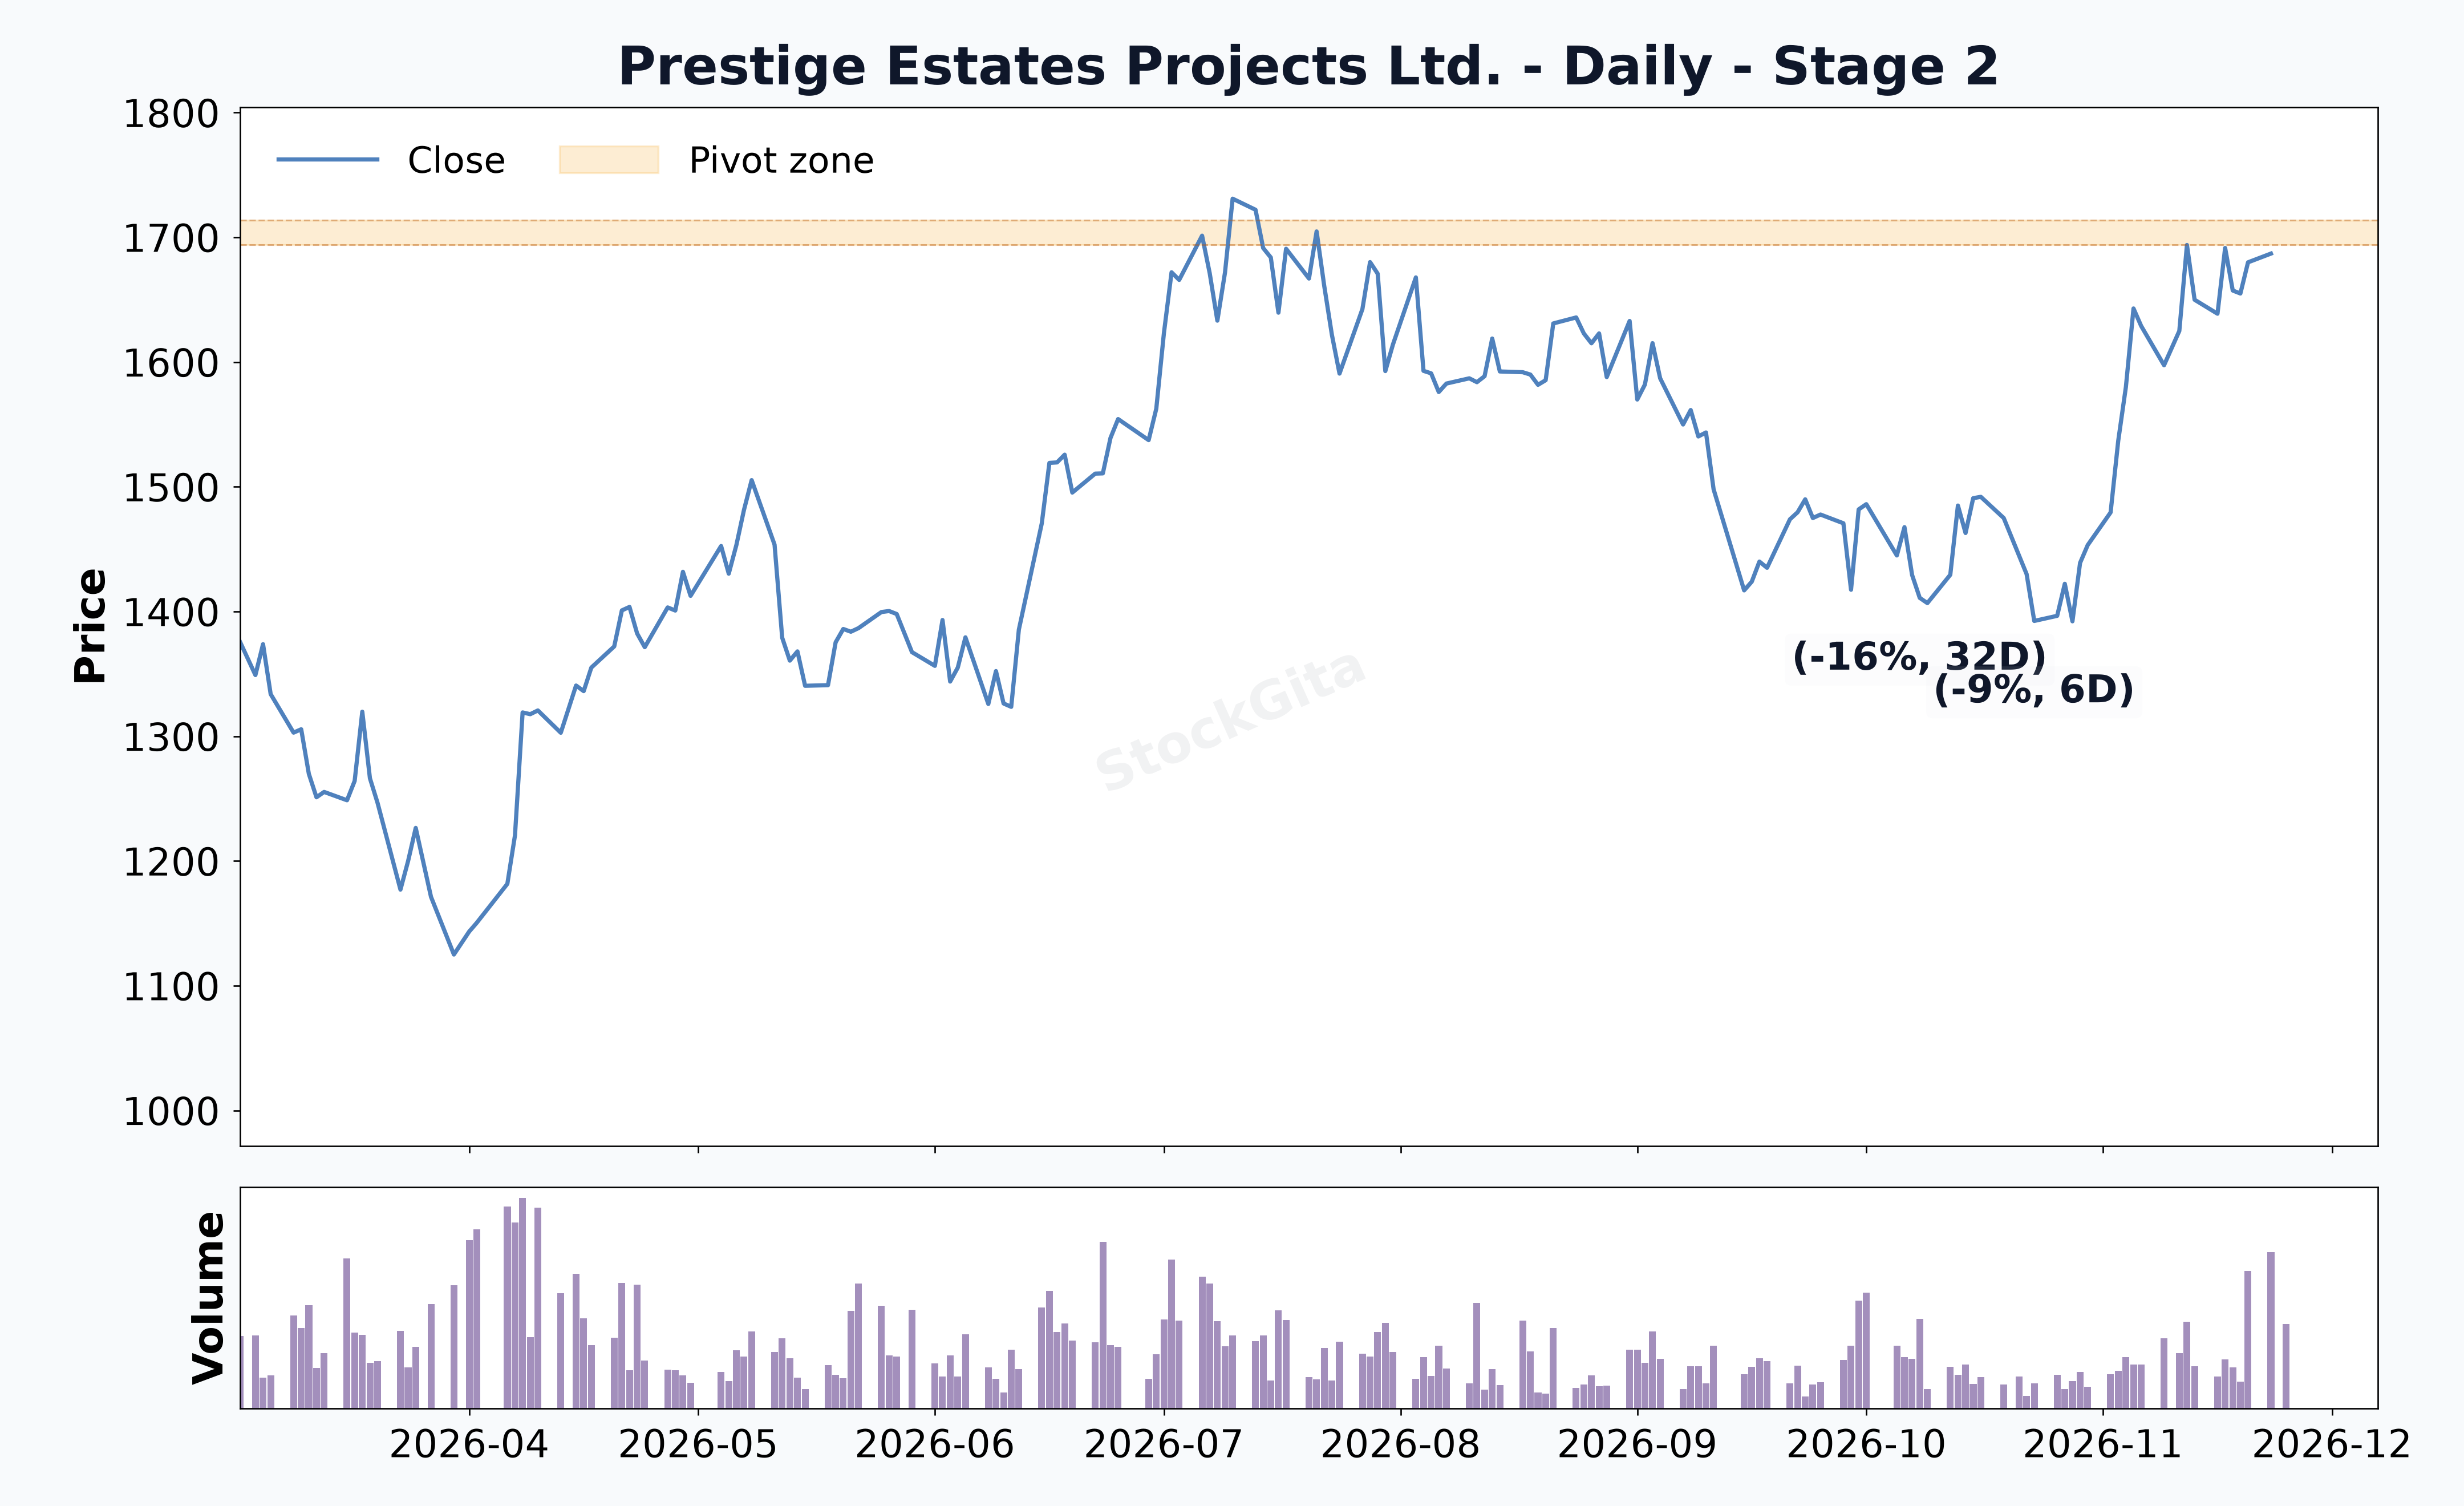 Prestige Estates Projects Ltd. - Daily - Stage 2
Close
Pivot zone
Price
1800
1700
1600
1500
1400
1300
1200
1100
1000
(-16%, 32D)
(-9%, 6D)
StockGita
Volume
2026-04
2026-05
2026-06
2026-07
2026-08
2026-09
2026-10
2026-11
2026-12